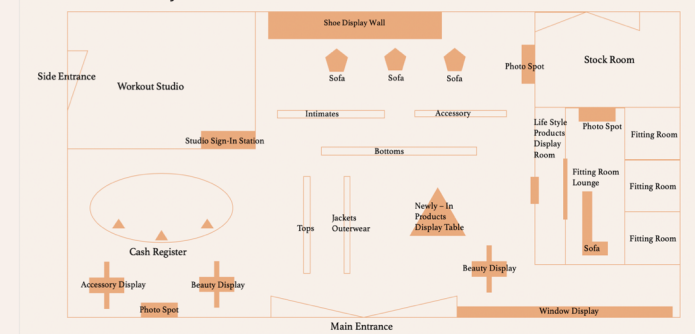 Shoe Display Wall
Side Entrance
Workout Studio
Sofa
Sofa
Sofa
Photo Spot
Stock Room
Intimates
Accessory
Studio Sign-In Station
Bottoms
Life Style
Products
Display
Room
Photo Spot
Fitting Room
Fitting Room
Lounge
Fitting Room
Tops
Jackets
Outerwear
Newly – In
Products
Display Table
Fitting Room
Sofa
Cash Register
Accessory Display
Beauty Display
Beauty Display
Photo Spot
Window Display
Main Entrance